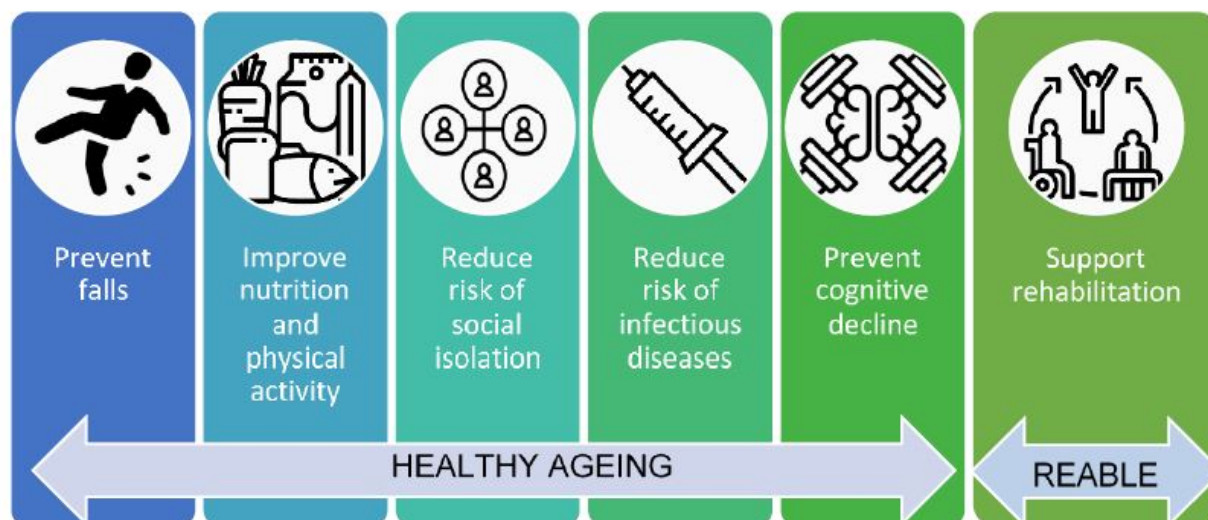 Prevent
falls
Improve
nutrition
and
physical
activity
Reduce
risk of
social
isolation
Reduce
risk of
infectious
diseases
Prevent
cognitive
decline
Support
rehabilitation
HEALTHY AGEING
REABLE